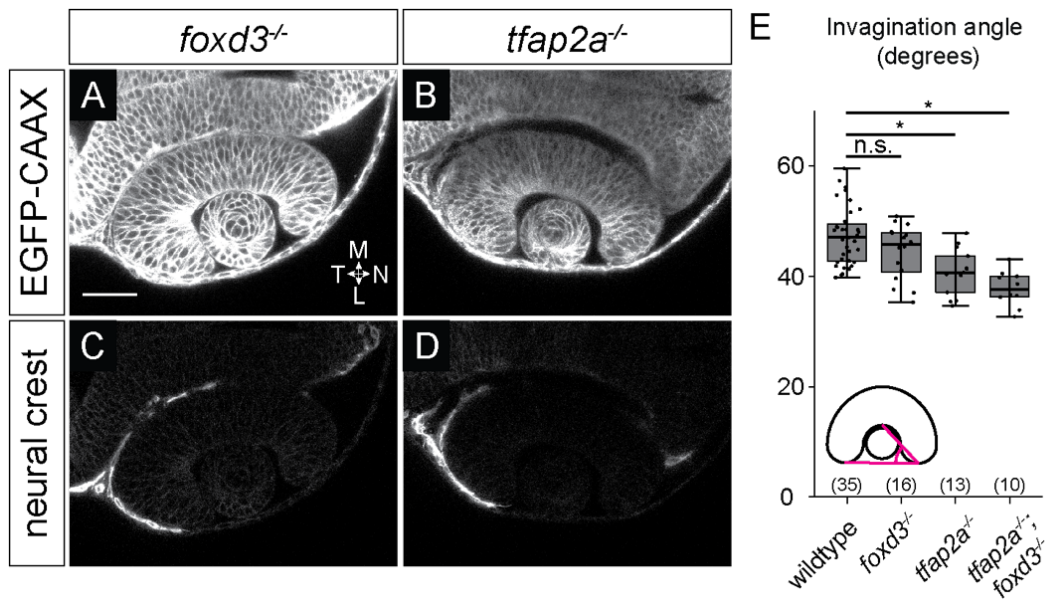 foxd3-/-
tfap2a-/-
EGFP-CAAX
A
B
M
T N
L
neural crest
C
D
E
Invagination angle
(degrees)
*
*
n.s.
60
40
20
0
(35) (16) (13) (10)
wildtype
foxd3-/-
tfap2a-/-
tfap2a-/-;
foxd3-/-